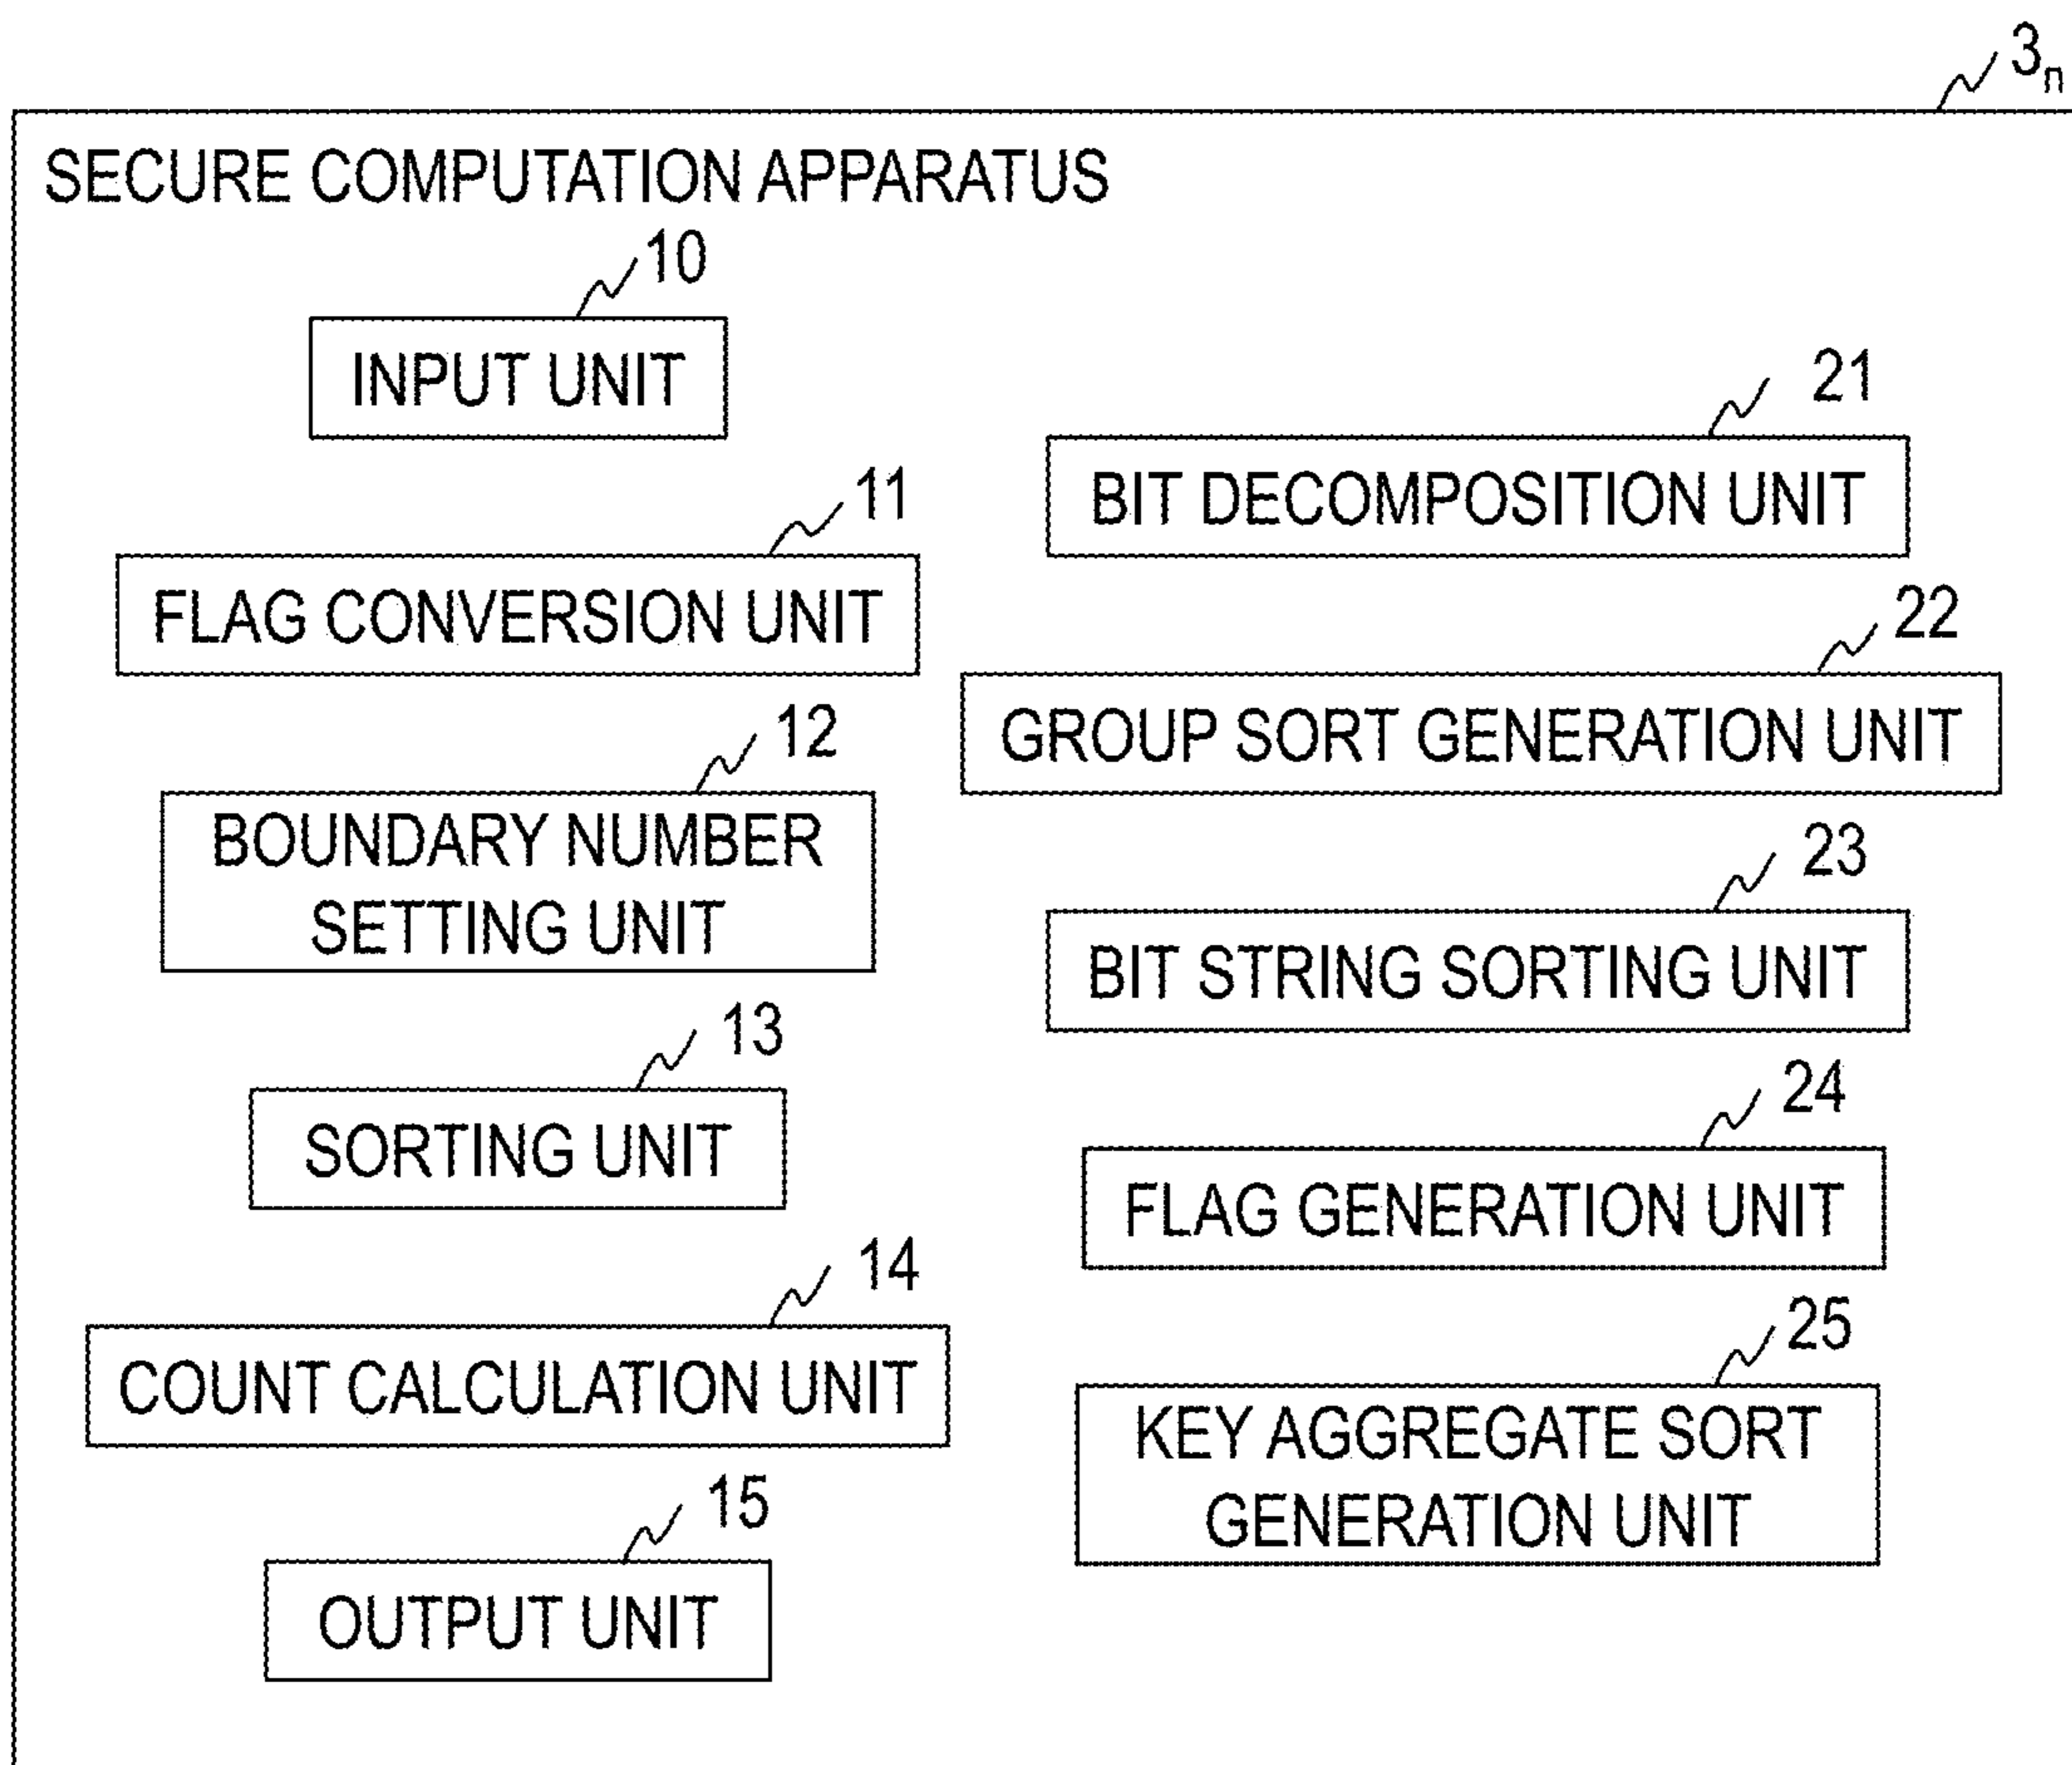 3n
SECURE COMPUTATION APPARATUS
10
INPUT UNIT
11
FLAG CONVERSION UNIT
12
BOUNDARY NUMBER
SETTING UNIT
13
SORTING UNIT
14
COUNT CALCULATION UNIT
15
OUTPUT UNIT
21
BIT DECOMPOSITION UNIT
22
GROUP SORT GENERATION UNIT
23
BIT STRING SORTING UNIT
24
FLAG GENERATION UNIT
25
KEY AGGREGATE SORT
GENERATION UNIT